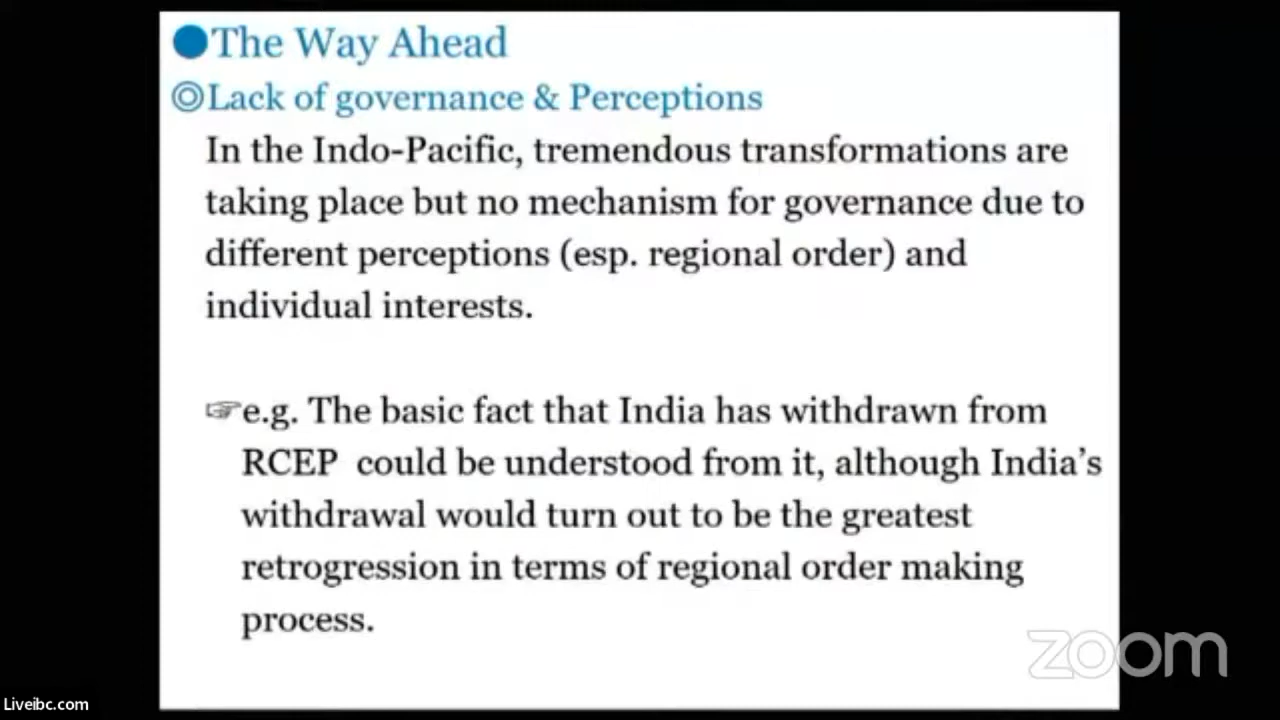 ●The Way Ahead
◎Lack of governance & Perceptions
In the Indo-Pacific, tremendous transformations are
taking place but no mechanism for governance due to
different perceptions (esp. regional order) and
individual interests.
☞e.g. The basic fact that India has withdrawn from
RCEP could be understood from it, although India’s
withdrawal would turn out to be the greatest
retrogression in terms of regional order making
process.
zoom
Liveibc.com